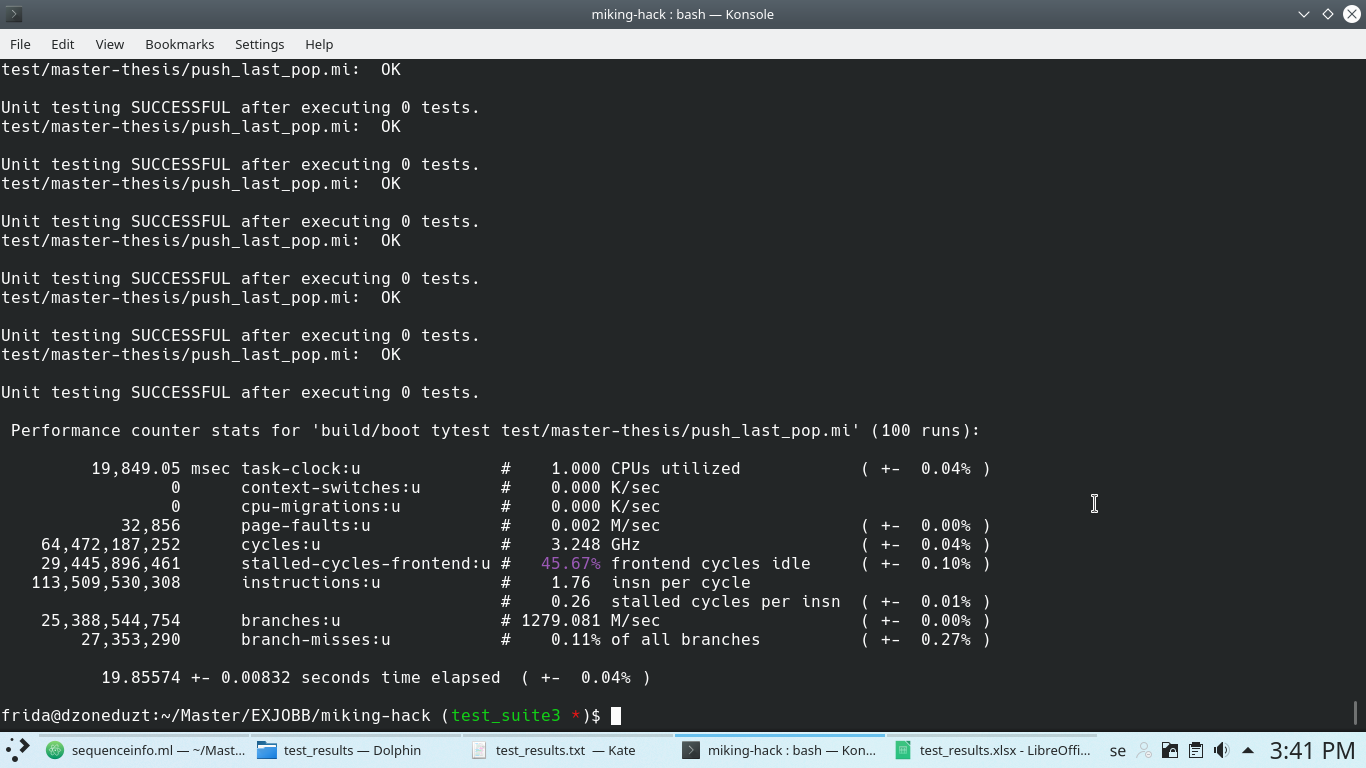 miking-hack : bash — Konsole
File Edit View Bookmarks Settings Help
test/master-thesis/push_last_pop.mi:  OK
Unit testing SUCCESSFUL after executing 0 tests.
test/master-thesis/push_last_pop.mi:  OK
Unit testing SUCCESSFUL after executing 0 tests.
test/master-thesis/push_last_pop.mi:  OK
Unit testing SUCCESSFUL after executing 0 tests.
test/master-thesis/push_last_pop.mi:  OK
Unit testing SUCCESSFUL after executing 0 tests.
test/master-thesis/push_last_pop.mi:  OK
Unit testing SUCCESSFUL after executing 0 tests.
test/master-thesis/push_last_pop.mi:  OK
Unit testing SUCCESSFUL after executing 0 tests.
Performance counter stats for 'build/boot tytest test/master-thesis/push_last_pop.mi' (100 runs):
19,849.05 msec task-clock:u # 1.000 CPUs utilized ( +- 0.04% )
0 context-switches:u # 0.000 K/sec
0 cpu-migrations:u # 0.000 K/sec
32,856 page-faults:u # 0.002 M/sec ( +- 0.00% )
64,472,187,252 cycles:u # 3.248 GHz ( +- 0.04% )
29,445,896,461 stalled-cycles-frontend:u # 45.67% frontend cycles idle ( +- 0.10% )
113,509,530,308 instructions:u # 1.76 insn per cycle
# 0.26 stalled cycles per insn ( +- 0.01% )
25,388,544,754 branches:u # 1279.081 M/sec ( +- 0.00% )
27,353,290 branch-misses:u # 0.11% of all branches ( +- 0.27% )
19.85574 +- 0.00832 seconds time elapsed ( +- 0.04% )
frida@dzoneduzt:~/Master/EXJOBB/miking-hack (test_suite3 *)$
sequenceinfo.ml — ~/Mast... test_results — Dolphin test_results.txt — Kate miking-hack : bash — Kon... test_results.xlsx - LibreOffi... se 3:41 PM